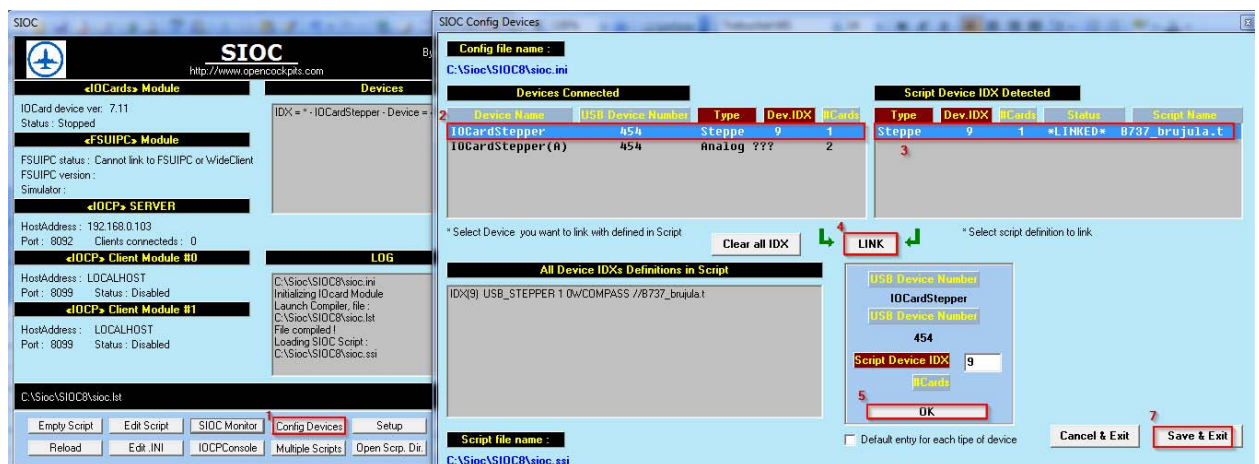 SIOC
SIOC
By
http://www.opencockpits.com
«IOCards» Module
IOCard device ver: 7.11
Status : Stopped
«FSUIPC» Module
FSUIPC status : Cannot link to FSUIPC or WideClient
FSUIPC version :
Simulator :
«IOCP» SERVER
HostAddress : 192.168.0.103
Port : 8092 Clients connecteds : 0
«IOCP» Client Module #0
HostAddress : LOCALHOST
Port : 8099 Status : Disabled
«IOCP» Client Module #1
HostAddress : LOCALHOST
Port : 8099 Status : Disabled
Devices
IDX = * - IOCardStepper - Device = 
LOG
C:\Sioc\SIOC8\sioc.ini
Initializing IOcard Module
Launch Compiler, file :
C:\Sioc\SIOC8\sioc.lst
File compiled !
Loading SIOC Script :
C:\Sioc\SIOC8\sioc.ssi
C:\Sioc\SIOC8\sioc.lst
1
Empty Script Edit Script SIOC Monitor Config Devices Setup
Reload Edit .INI IOCPConsole Multiple Scripts Open Scrp. Dir.
SIOC Config Devices
Config file name :
C:\Sioc\SIOC8\sioc.ini
Devices Connected
2 Device Name USB Device Number Type Dev.IDX #Cards
IOCardStepper 454 Steppe 9 1
IOCardStepper(A) 454 Analog ??? 2
Script Device IDX Detected
Type Dev.IDX #Cards Status Script Name
Steppe 9 1 *LINKED* B737_brujula.t
3
* Select Device you want to link with defined in Script
Clear all IDX
4
LINK
* Select script definition to link
All Device IDXs Definitions in Script
IDX(9) USB_STEPPER 1 0WCOMPASS //B737_brujula.t
USB Device Number
IOCardStepper
USB Device Number
454
Script Device IDX 9
#Cards
5
OK
Default entry for each tipe of device
Cancel & Exit
7
Save & Exit
Script file name :
C:\Sioc\SIOC8\sioc.ssi